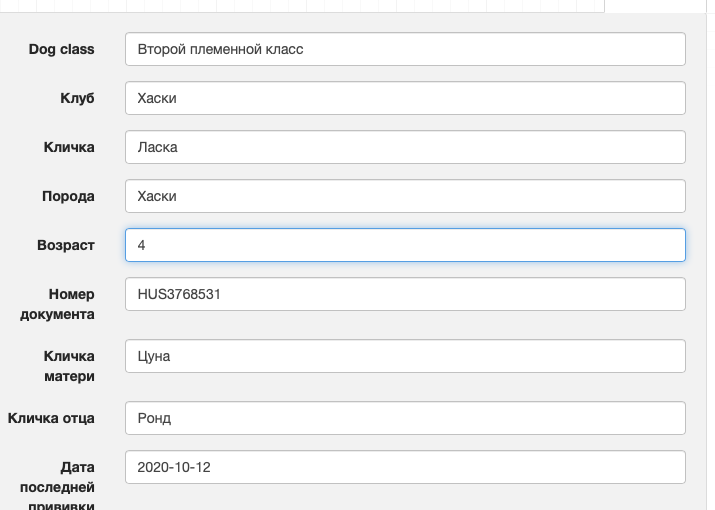 Dog class
Второй племенной класс
Клуб
Хаски
Кличка
Ласка
Порода
Хаски
Возраст
4
Номер
документа
HUS3768531
Кличка
матери
Цуна
Кличка отца
Ронд
Дата
последней
прививки
2020-10-12